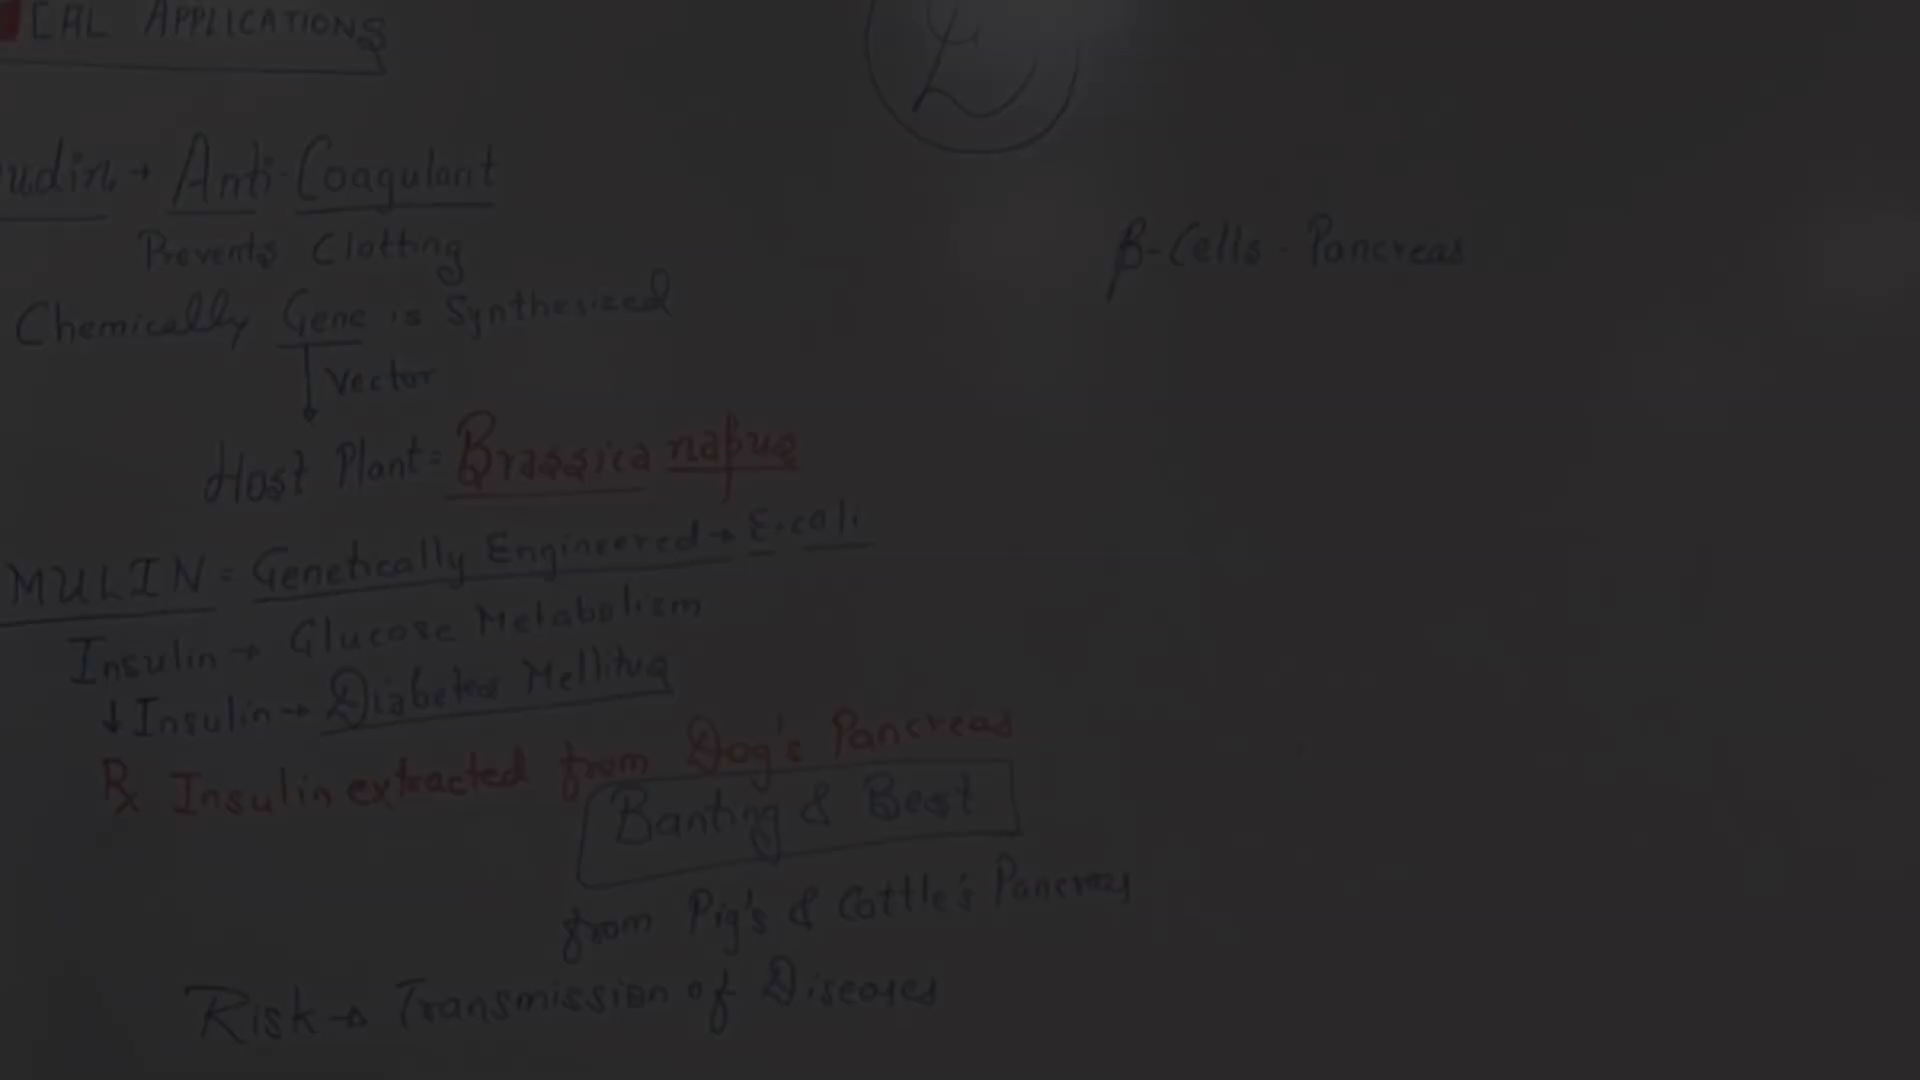 ICAL APPLICATIONS
udin → Anti-Coagulant
Prevents Clotting
Chemically Gene is Synthesized
Vector
Host Plant = Brassica napus
MULIN = Genetically Engineered → E.coli
Insulin → Glucose Metabolism
↓ Insulin → Diabetes Mellitus
Rx Insulin extracted from Dog's Pancreas
Banting & Best
from Pig's & Cattle's Pancreas
Risk → Transmission of Diseases
β-Cells - Pancreas